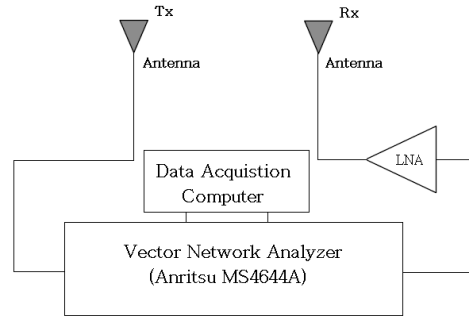 Tx
Rx
Antenna
Antenna
LNA
Data Acquistion
Computer
Vector Network Analyzer
(Anritsu MS4644A)